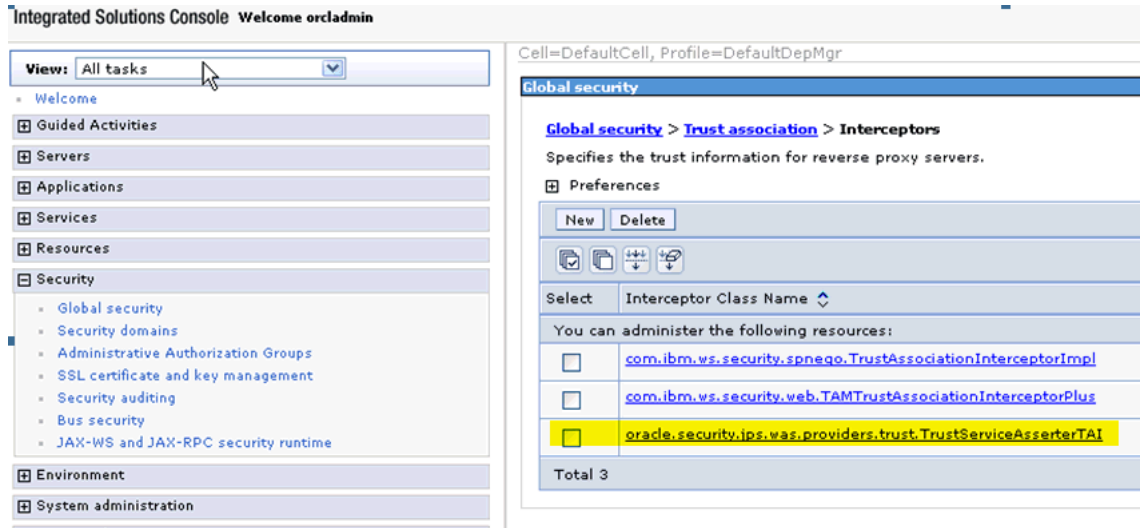 Integrated Solutions Console Welcome orcladmin
View: All tasks
Welcome
Guided Activities
Servers
Applications
Services
Resources
Security
Global security
Security domains
Administrative Authorization Groups
SSL certificate and key management
Security auditing
Bus security
JAX-WS and JAX-RPC security runtime
Environment
System administration
Cell=DefaultCell, Profile=DefaultDepMgr
Global security
Global security > Trust association > Interceptors
Specifies the trust information for reverse proxy servers.
Preferences
New Delete
Select Interceptor Class Name
You can administer the following resources:
com.ibm.ws.security.spnego.TrustAssociationInterceptorImpl
com.ibm.ws.security.web.TAMTrustAssociationInterceptorPlus
oracle.security.jps.was.providers.trust.TrustServiceAsserterTAI
Total 3